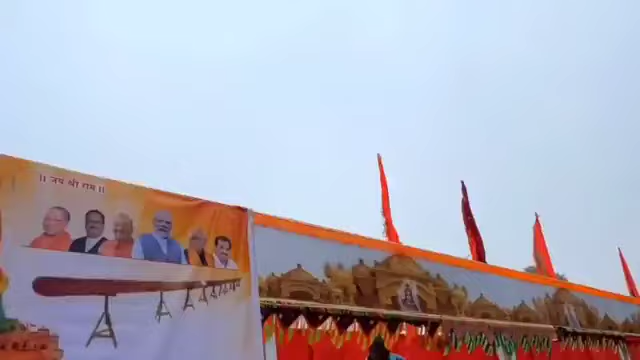 ॥ जय श्री राम ॥